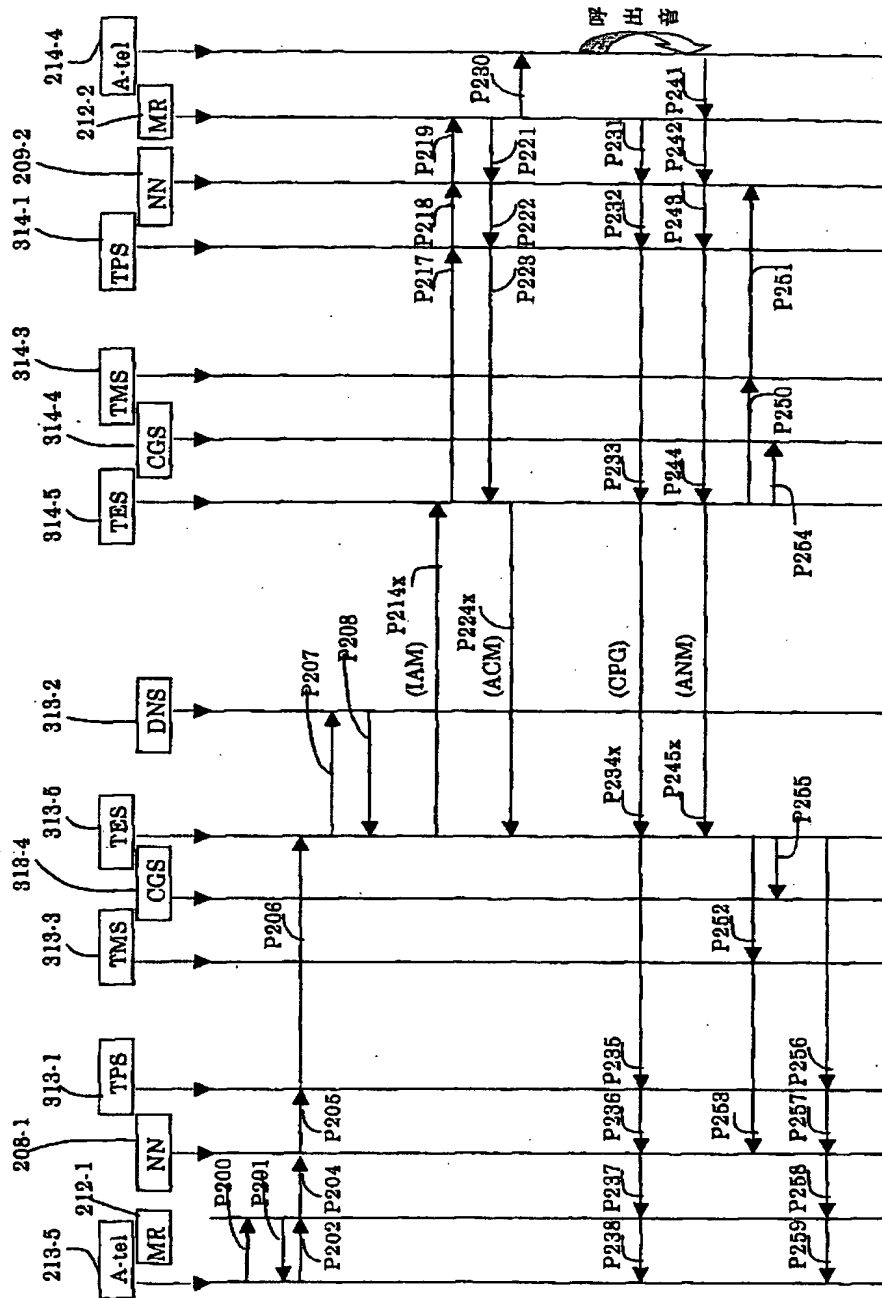 213-5
A-tel
212-1
MR
208-1
NN
313-1
TPS
313-3
TMS
313-4
CGS
313-5
TES
313-2
DNS
314-5
TES
314-4
CGS
314-3
TMS
314-1
TPS
209-2
NN
212-2
MR
214-4
A-tel
P200
P201
P202
P204
P205
P206
P207
P208
P214x
(IAM)
P217
P218
P219
P221
P222
P223
P224x
(ACM)
P230
呼出音
P231
P232
P233
(CPG)
P234x
P235
P236
P237
P238
P241
P242
P243
P244
(ANM)
P245x
P250
P251
P252
P253
P254
P255
P256
P257
P258
P259